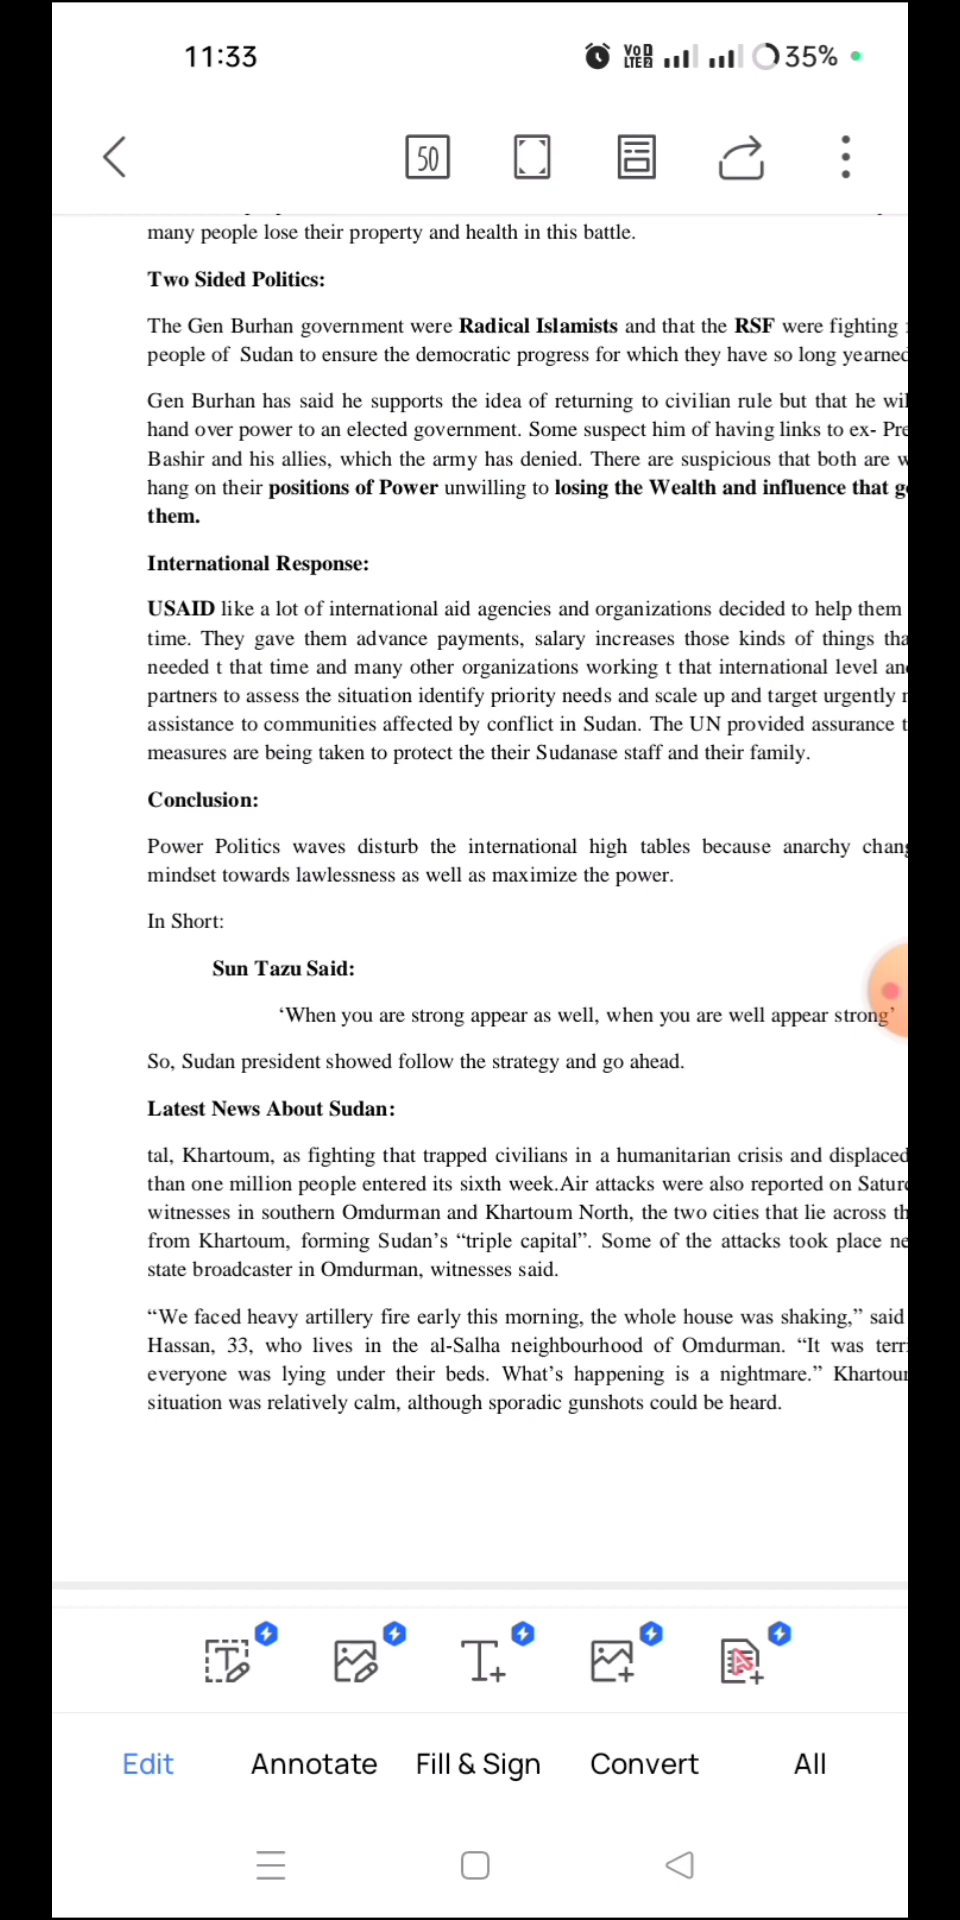 11:33
VoD LTE2 35%
50
many people lose their property and health in this battle.
Two Sided Politics:
The Gen Burhan government were Radical Islamists and that the RSF were fighting
people of Sudan to ensure the democratic progress for which they have so long yearned
Gen Burhan has said he supports the idea of returning to civilian rule but that he wil
hand over power to an elected government. Some suspect him of having links to ex- Pre
Bashir and his allies, which the army has denied. There are suspicious that both are w
hang on their positions of Power unwilling to losing the Wealth and influence that g
them.
International Response:
USAID like a lot of international aid agencies and organizations decided to help them
time. They gave them advance payments, salary increases those kinds of things tha
needed t that time and many other organizations working t that international level an
partners to assess the situation identify priority needs and scale up and target urgently
assistance to communities affected by conflict in Sudan. The UN provided assurance t
measures are being taken to protect the their Sudanase staff and their family.
Conclusion:
Power Politics waves disturb the international high tables because anarchy chang
mindset towards lawlessness as well as maximize the power.
In Short:
Sun Tazu Said:
‘When you are strong appear as well, when you are well appear strong’
So, Sudan president showed follow the strategy and go ahead.
Latest News About Sudan:
tal, Khartoum, as fighting that trapped civilians in a humanitarian crisis and displaced
than one million people entered its sixth week.Air attacks were also reported on Satur
witnesses in southern Omdurman and Khartoum North, the two cities that lie across th
from Khartoum, forming Sudan’s “triple capital”. Some of the attacks took place ne
state broadcaster in Omdurman, witnesses said.
“We faced heavy artillery fire early this morning, the whole house was shaking,” said
Hassan, 33, who lives in the al-Salha neighbourhood of Omdurman. “It was terr
everyone was lying under their beds. What’s happening is a nightmare.” Khartou
situation was relatively calm, although sporadic gunshots could be heard.
Edit Annotate Fill & Sign Convert All